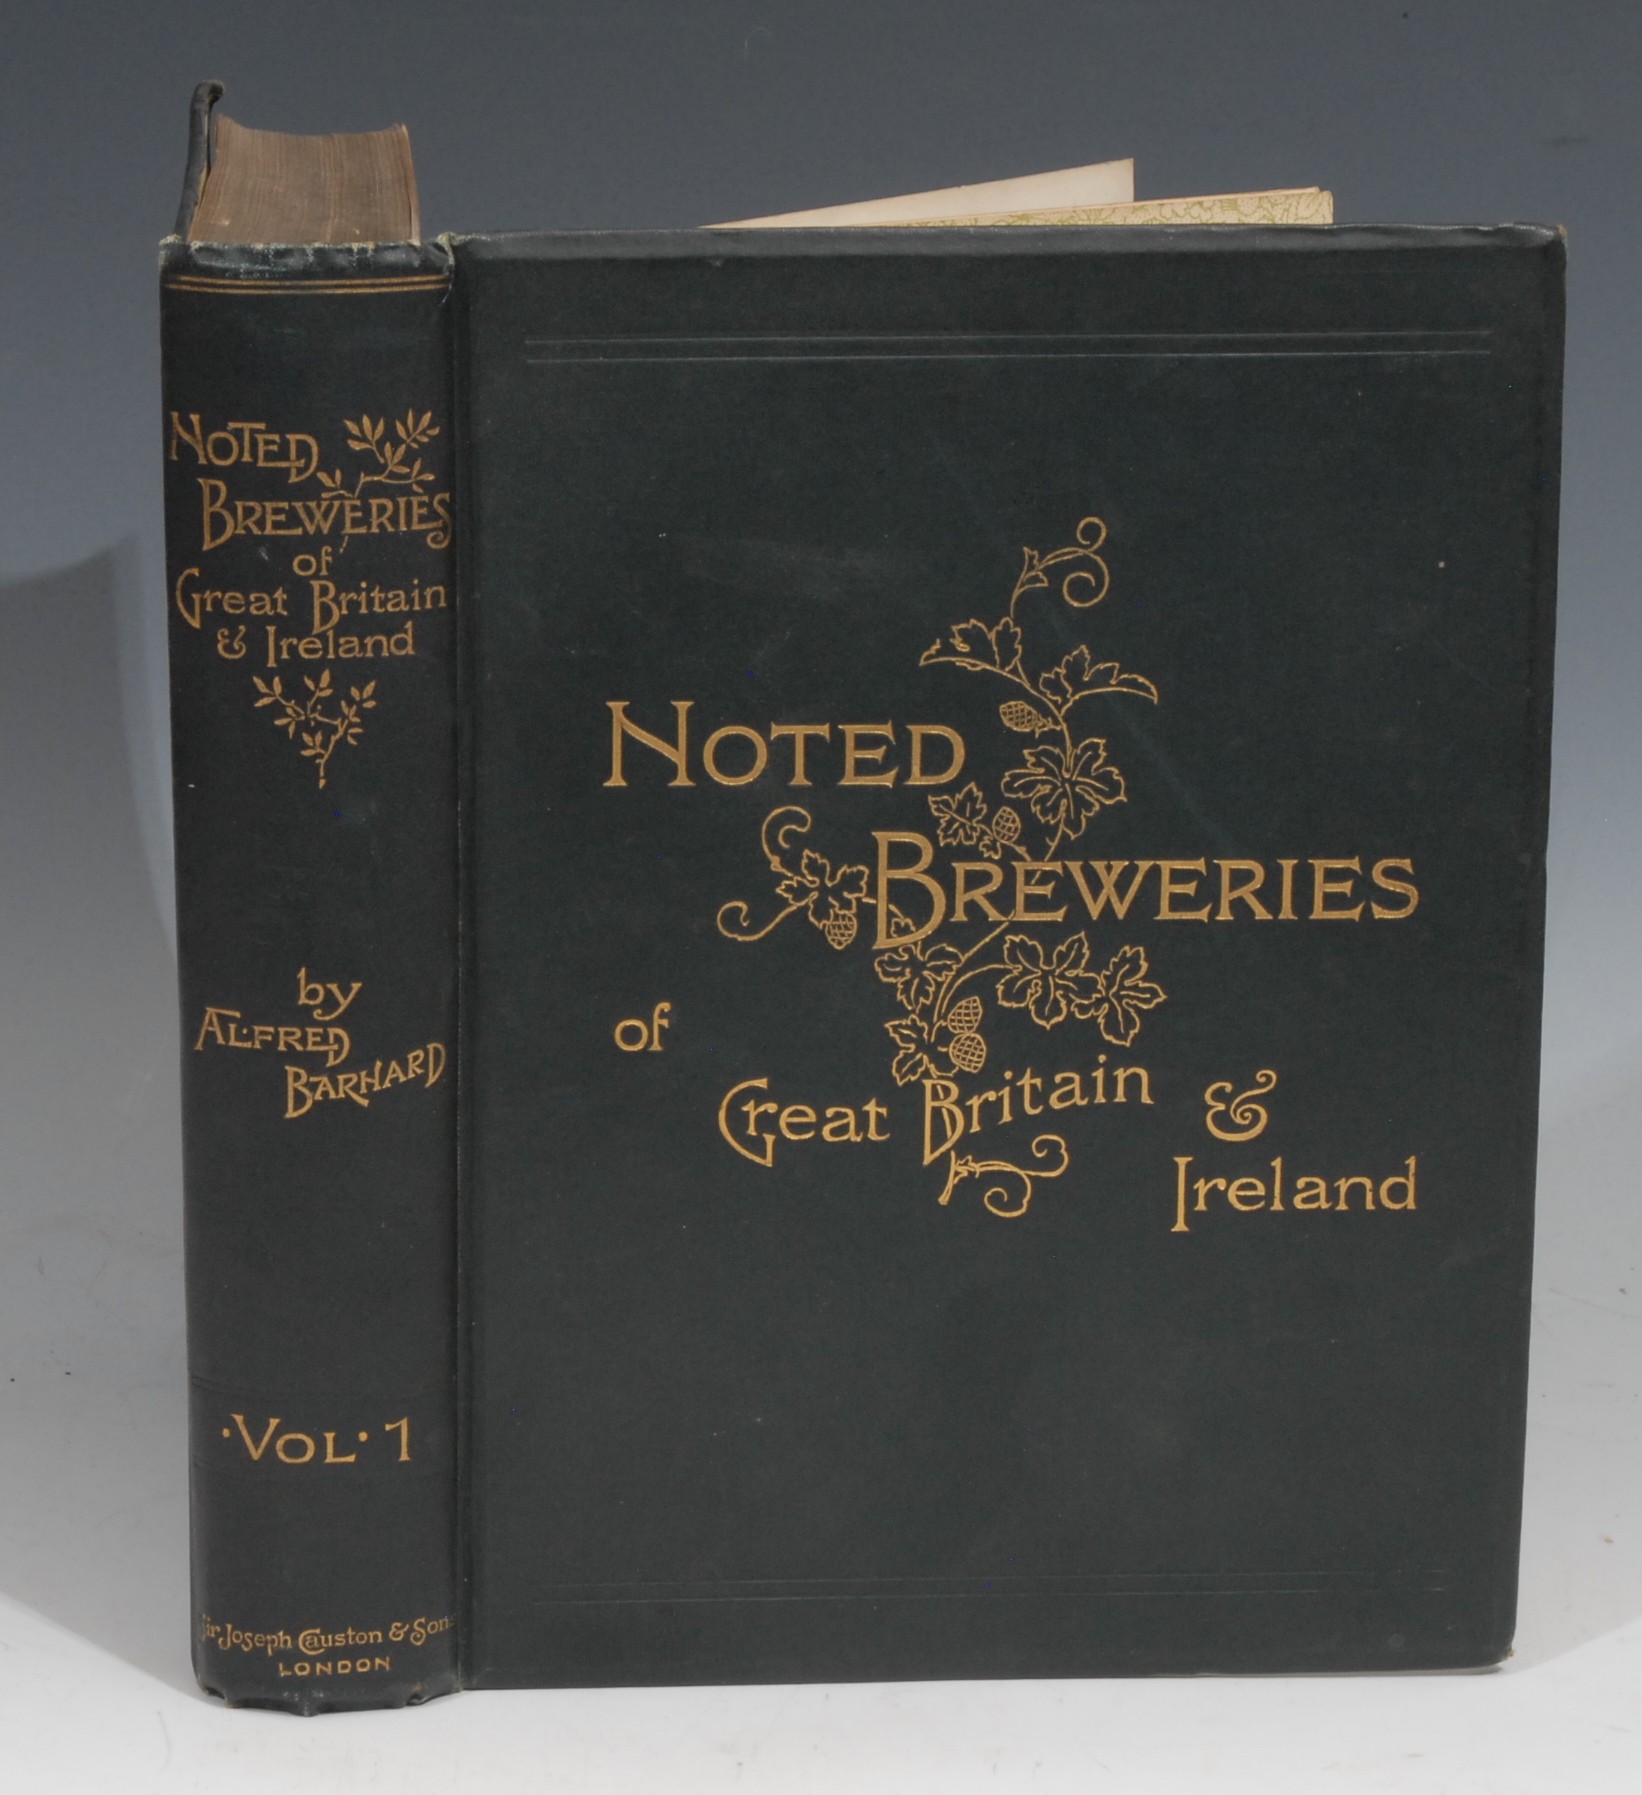 NOTED
BREWERIES
of
Great Britain
& Ireland
by
ALFRED
BARNARD
·VOL·1
Sir Joseph Causton & Sons
LONDON
NOTED
BREWERIES
of
Great Britain &
Ireland